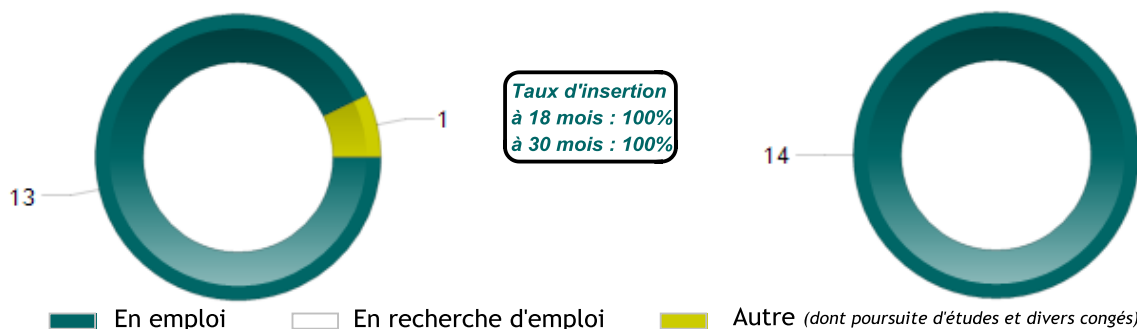 1
13
Taux d'insertion
à 18 mois : 100%
à 30 mois : 100%
14
En emploi En recherche d'emploi Autre (dont poursuite d'études et divers congés)